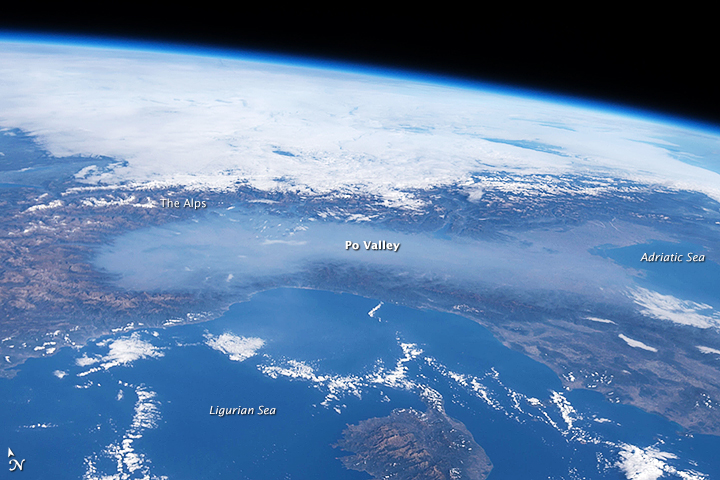 The Alps
Po Valley
Adriatic Sea
Ligurian Sea
N